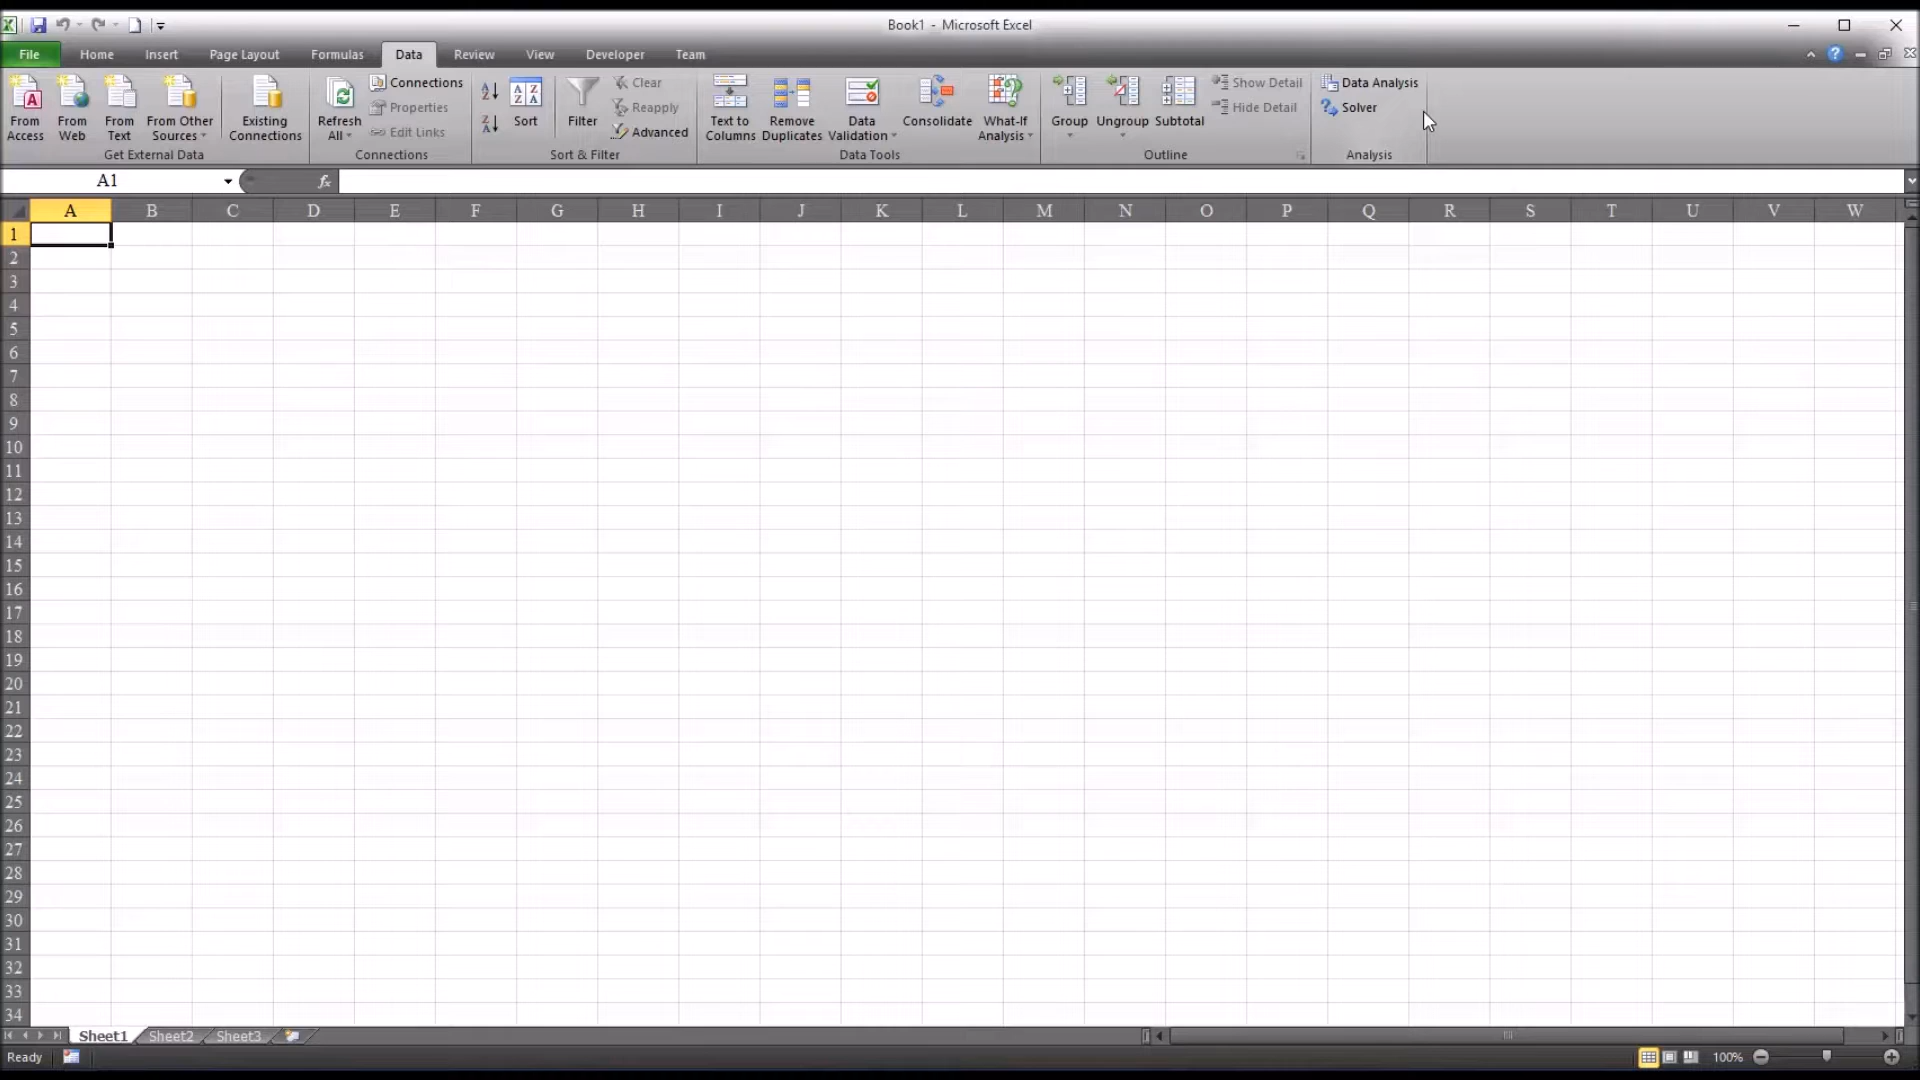 Book1 - Microsoft Excel
File Home Insert Page Layout Formulas Data Review View Developer Team
From Access
From Web
From Text
From Other Sources
Existing Connections
Get External Data
Refresh All
Connections
Properties
Edit Links
Connections
Sort
Filter
Clear
Reapply
Advanced
Sort & Filter
Text to Columns
Remove Duplicates
Data Validation
Consolidate
What-If Analysis
Data Tools
Group
Ungroup
Subtotal
Show Detail
Hide Detail
Outline
Data Analysis
Solver
Analysis
A1 fx
A B C D E F G H I J K L M N O P Q R S T U V W
1
2
3
4
5
6
7
8
9
10
11
12
13
14
15
16
17
18
19
20
21
22
23
24
25
26
27
28
29
30
31
32
33
34
Sheet1 Sheet2 Sheet3
Ready 100%